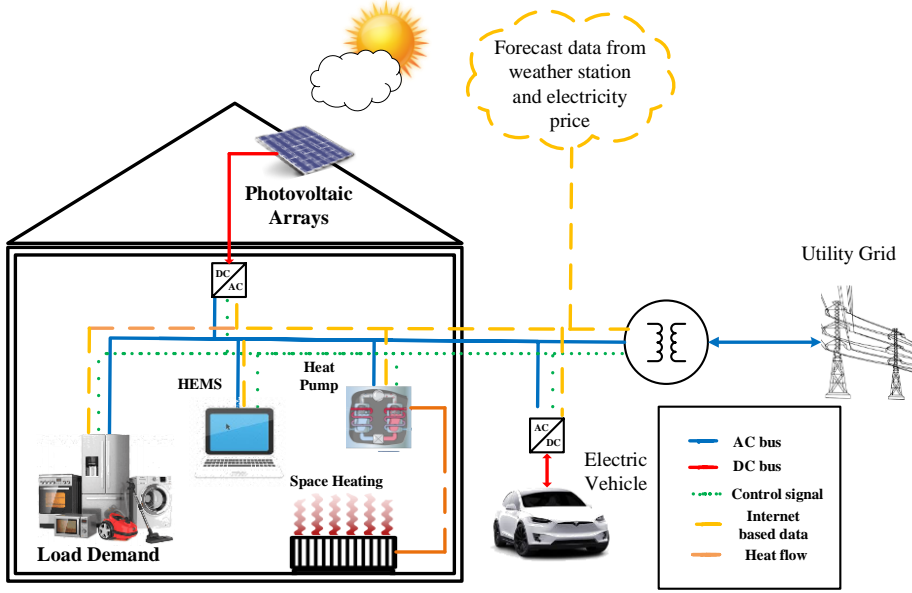 Forecast data from
weather station
and electricity
price
Photovoltaic
Arrays
Utility Grid
DC
AC
HEMS
Heat
Pump
AC
DC
Electric
Vehicle
Space Heating
Load Demand
AC bus
DC bus
Control signal
Internet
based data
Heat flow